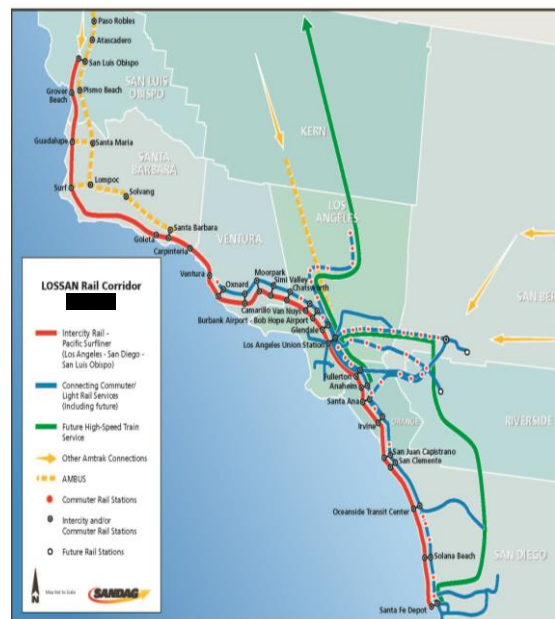 Paso Robles
Atascadero
San Luis Obispo
SAN LUIS
OBISPO
Grover
Beach
Pismo Beach
KERN
Guadalupe
Santa Maria
SANTA
BARBARA
Lompoc
Surf
Solvang
LOS
ANGELES
Santa Barbara
VENTURA
Goleta
Carpinteria
Moorpark
Simi Valley
Chatsworth
Ventura
Oxnard
SAN BER
Camarillo
Van Nuys
Burbank Airport - Bob Hope Airport
Glendale
Los Angeles Union Station
Fullerton
Anaheim
Santa Ana
ORANGE
RIVERSIDE
Irvine
San Juan Capistrano
San Clemente
Oceanside Transit Center
Solana Beach
SAN DIEGO
Santa Fe Depot
LOSSAN Rail Corridor
Intercity Rail -
Pacific Surfliner
(Los Angeles - San Diego -
San Luis Obispo)
Connecting Commuter/
Light Rail Services
(Including future)
Future High-Speed Train
Service
Other Amtrak Connections
AMBUS
Commuter Rail Stations
Intercity and/or
Commuter Rail Stations
Future Rail Stations
N
Map Not to Scale
SANDAG